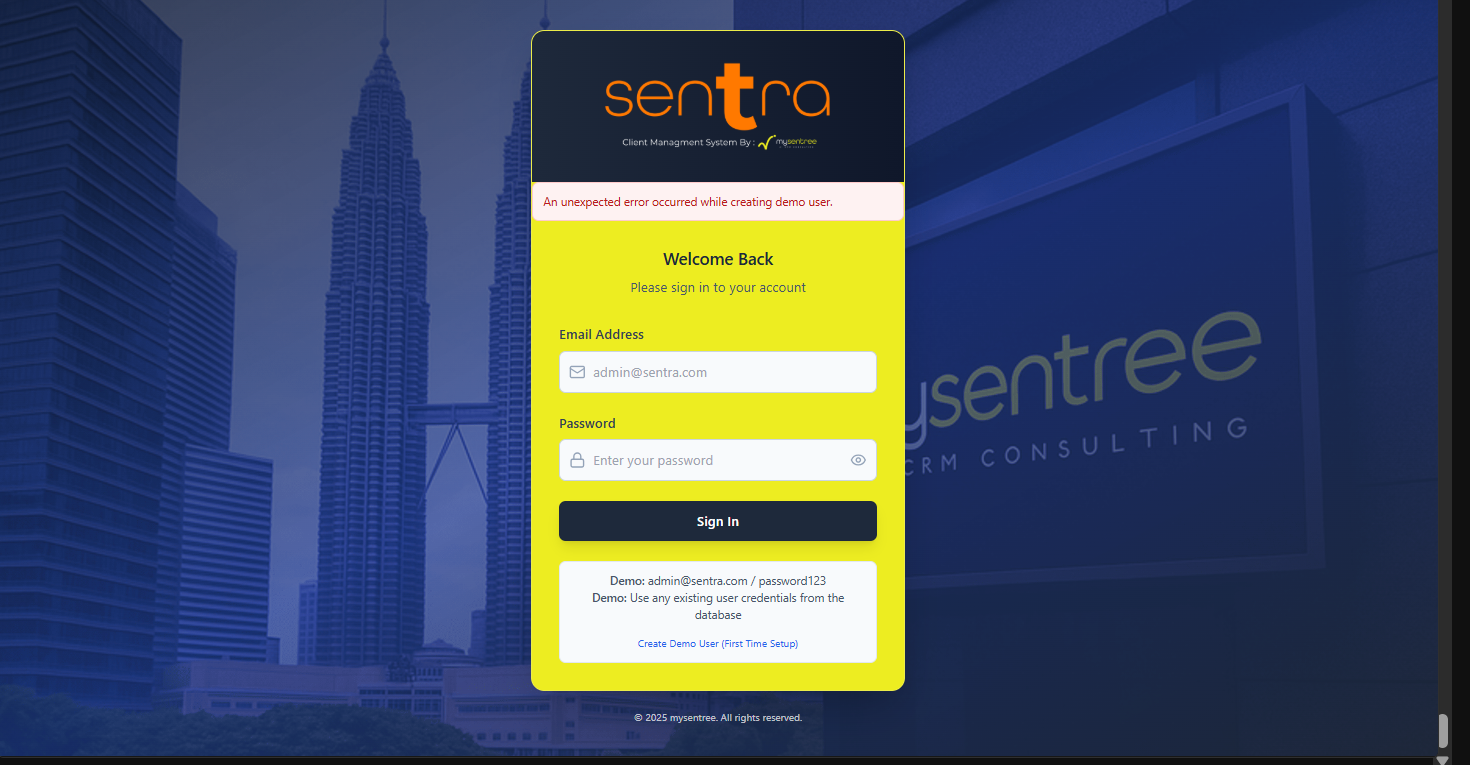 sentra
Client Managment System By : mysentree
An unexpected error occurred while creating demo user.
Welcome Back
Please sign in to your account
Email Address
admin@sentra.com
Password
Enter your password
Sign In
Demo: admin@sentra.com / password123
Demo: Use any existing user credentials from the
database
Create Demo User (First Time Setup)
© 2025 mysentree. All rights reserved.
ysentree
CRM CONSULTING